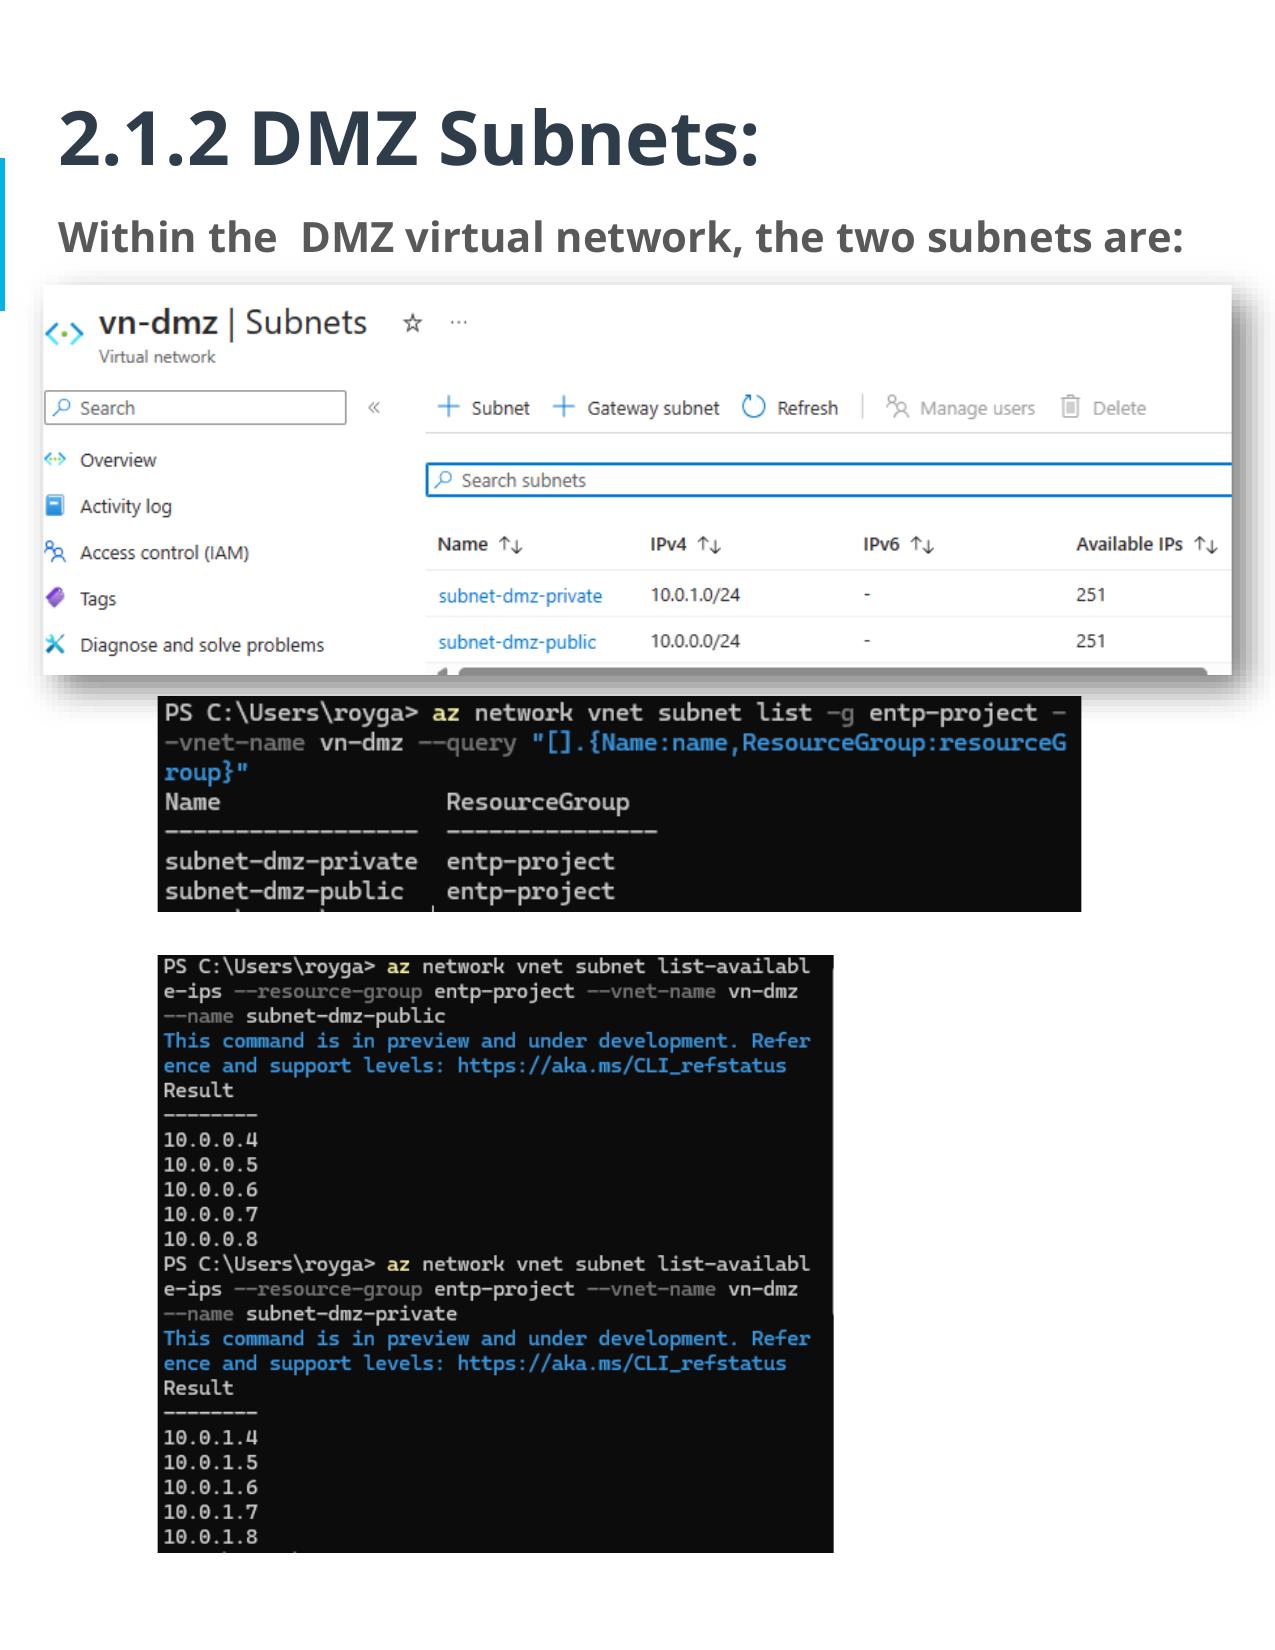 2.1.2 DMZ Subnets:
Within the  DMZ virtual network, the two subnets are:
vn-dmz | Subnets ☆ ···
Virtual network
Search «
+ Subnet + Gateway subnet Refresh | Manage users Delete
Overview
Search subnets
Activity log
Name ↑↓ IPv4 ↑↓ IPv6 ↑↓ Available IPs ↑↓
Access control (IAM)
Tags
subnet-dmz-private 10.0.1.0/24 - 251
Diagnose and solve problems
subnet-dmz-public 10.0.0.0/24 - 251
PS C:\Users\royga> az network vnet subnet list -g entp-project -
-vnet-name vn-dmz --query "[].{Name:name,ResourceGroup:resourceG
roup}"
Name ResourceGroup
------------------ ---------------
subnet-dmz-private entp-project
subnet-dmz-public entp-project
PS C:\Users\royga> az network vnet subnet list-availabl
e-ips --resource-group entp-project --vnet-name vn-dmz
--name subnet-dmz-public
This command is in preview and under development. Refer
ence and support levels: https://aka.ms/CLI_refstatus
Result
--------
10.0.0.4
10.0.0.5
10.0.0.6
10.0.0.7
10.0.0.8
PS C:\Users\royga> az network vnet subnet list-availabl
e-ips --resource-group entp-project --vnet-name vn-dmz
--name subnet-dmz-private
This command is in preview and under development. Refer
ence and support levels: https://aka.ms/CLI_refstatus
Result
--------
10.0.1.4
10.0.1.5
10.0.1.6
10.0.1.7
10.0.1.8